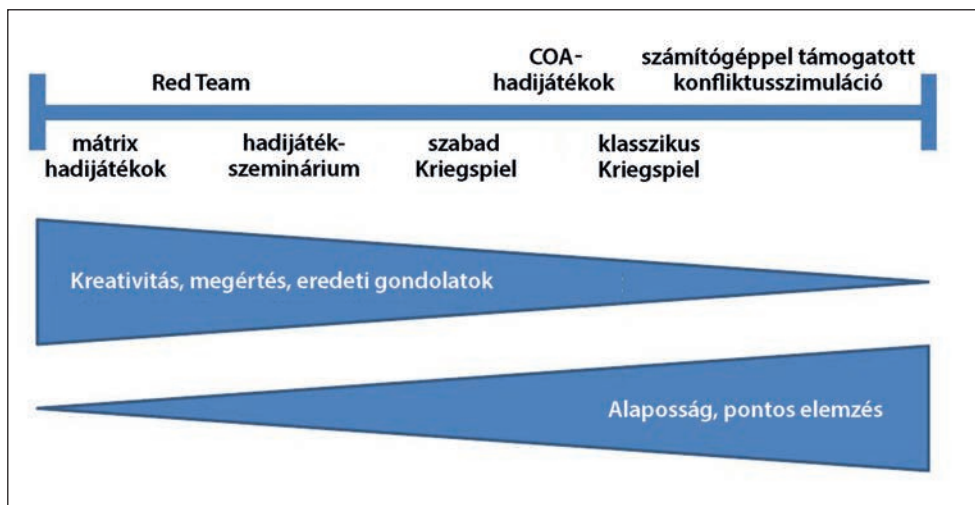 Red Team
COA-
hadijátékok
számítógéppel támogatott
konfliktusszimuláció
mátrix
hadijátékok
hadijáték-
szeminárium
szabad
Kriegspiel
klasszikus
Kriegspiel
Kreativitás, megértés, eredeti gondolatok
Alaposság, pontos elemzés